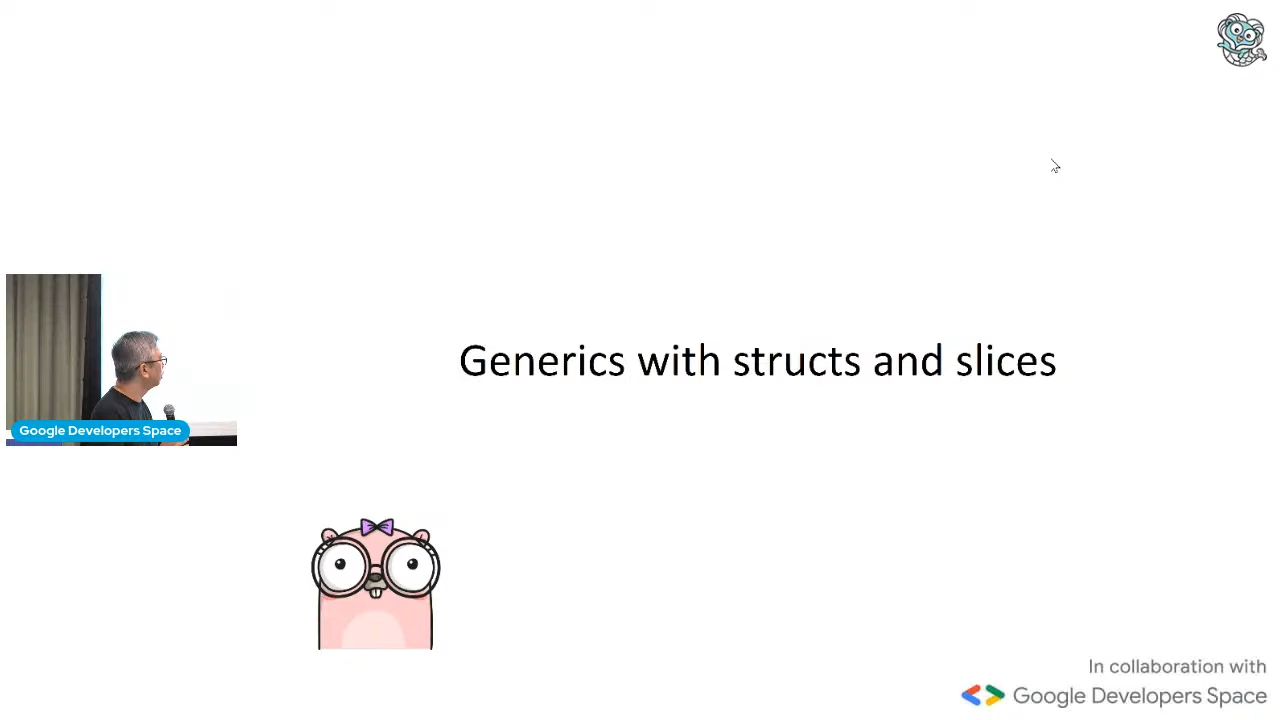 Generics with structs and slices
Google Developers Space
In collaboration with
Google Developers Space